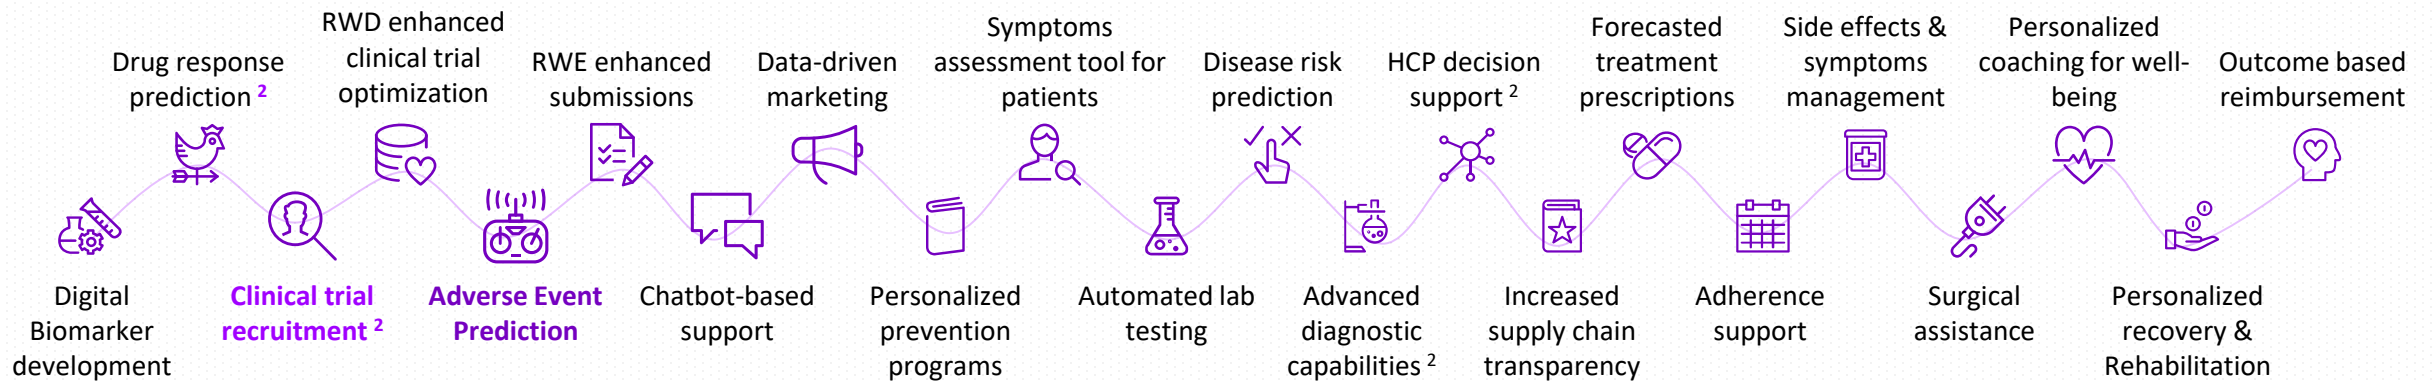 Drug response
prediction 2
RWD enhanced
clinical trial
optimization
RWE enhanced
submissions
Data-driven
marketing
Symptoms
assessment tool for
patients
Disease risk
prediction
HCP decision
support 2
Forecasted
treatment
prescriptions
Side effects &
symptoms
management
Personalized
coaching for well-
being
Outcome based
reimbursement
Digital
Biomarker
development
Clinical trial
recruitment 2
Adverse Event
Prediction
Chatbot-based
support
Personalized
prevention
programs
Automated lab
testing
Advanced
diagnostic
capabilities 2
Increased
supply chain
transparency
Adherence
support
Surgical
assistance
Personalized
recovery &
Rehabilitation